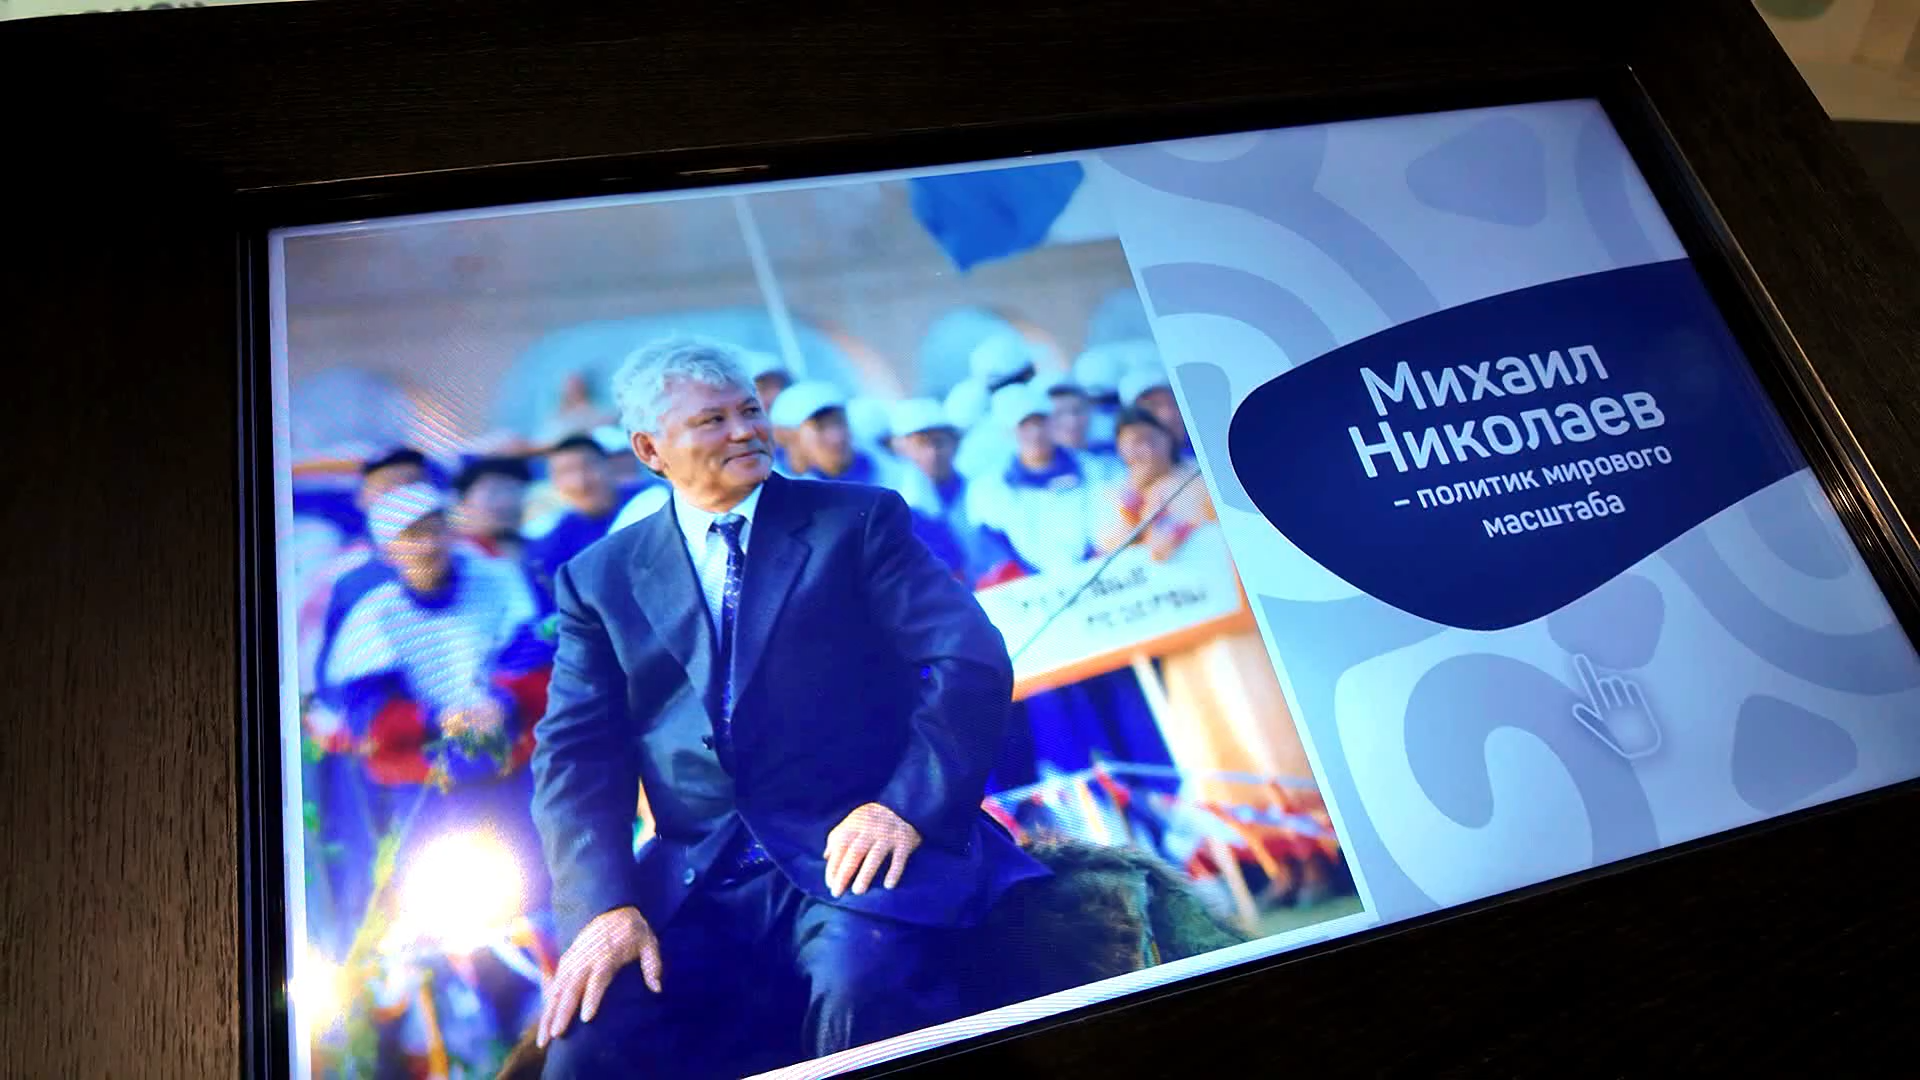 Михаил
Николаев
– политик мирового
масштаба